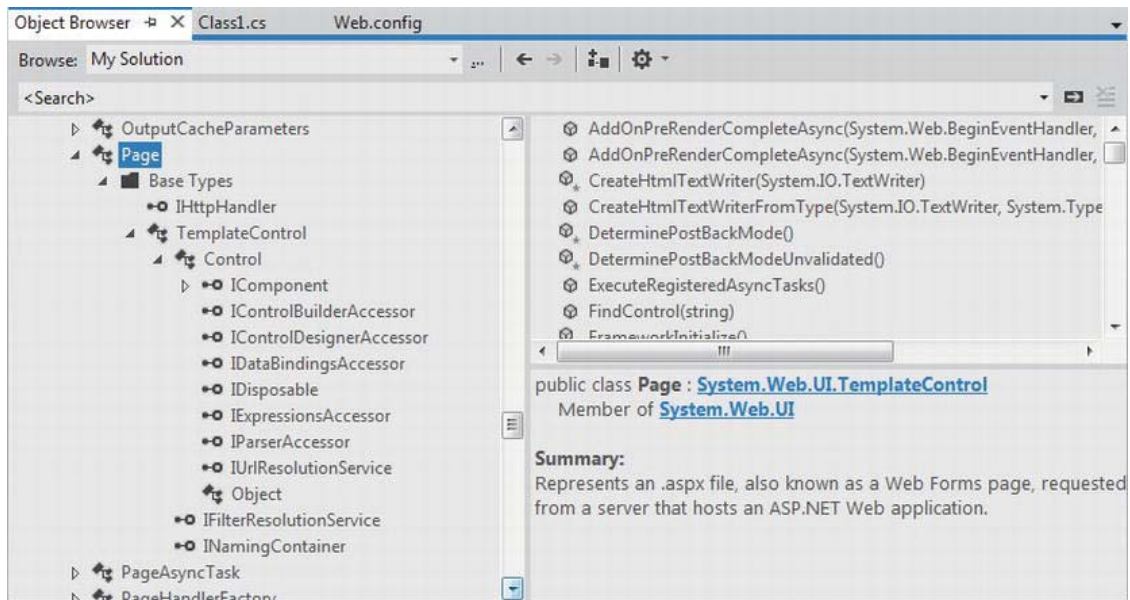 Object Browser Class1.cs Web.config
Browse: My Solution ...
<Search>
OutputCacheParameters
Page
Base Types
IHttpHandler
TemplateControl
Control
IComponent
IControlBuilderAccessor
IControlDesignerAccessor
IDataBindingsAccessor
IDisposable
IExpressionsAccessor
IParserAccessor
IUrlResolutionService
Object
IFilterResolutionService
INamingContainer
PageAsyncTask
PageHandlerFactory
AddOnPreRenderCompleteAsync(System.Web.BeginEventHandler,
AddOnPreRenderCompleteAsync(System.Web.BeginEventHandler,
CreateHtmlTextWriter(System.IO.TextWriter)
CreateHtmlTextWriterFromType(System.IO.TextWriter, System.Type
DeterminePostBackMode()
DeterminePostBackModeUnvalidated()
ExecuteRegisteredAsyncTasks()
FindControl(string)
FrameworkInitialize()
public class Page : System.Web.UI.TemplateControl
Member of System.Web.UI
Summary:
Represents an .aspx file, also known as a Web Forms page, requested
from a server that hosts an ASP.NET Web application.